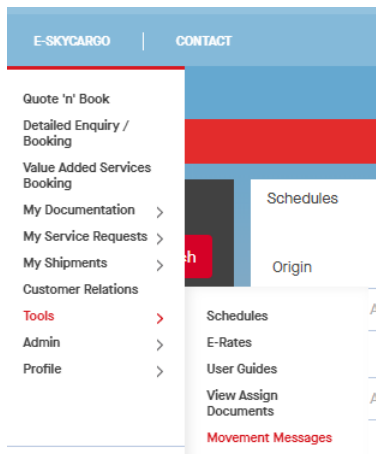 E-SKYCARGO
CONTACT
Quote 'n' Book
Detailed Enquiry /
Booking
Value Added Services
Booking
My Documentation
My Service Requests
My Shipments
Customer Relations
Tools
Admin
Profile
Schedules
E-Rates
User Guides
View Assign
Documents
Movement Messages
Schedules
Origin